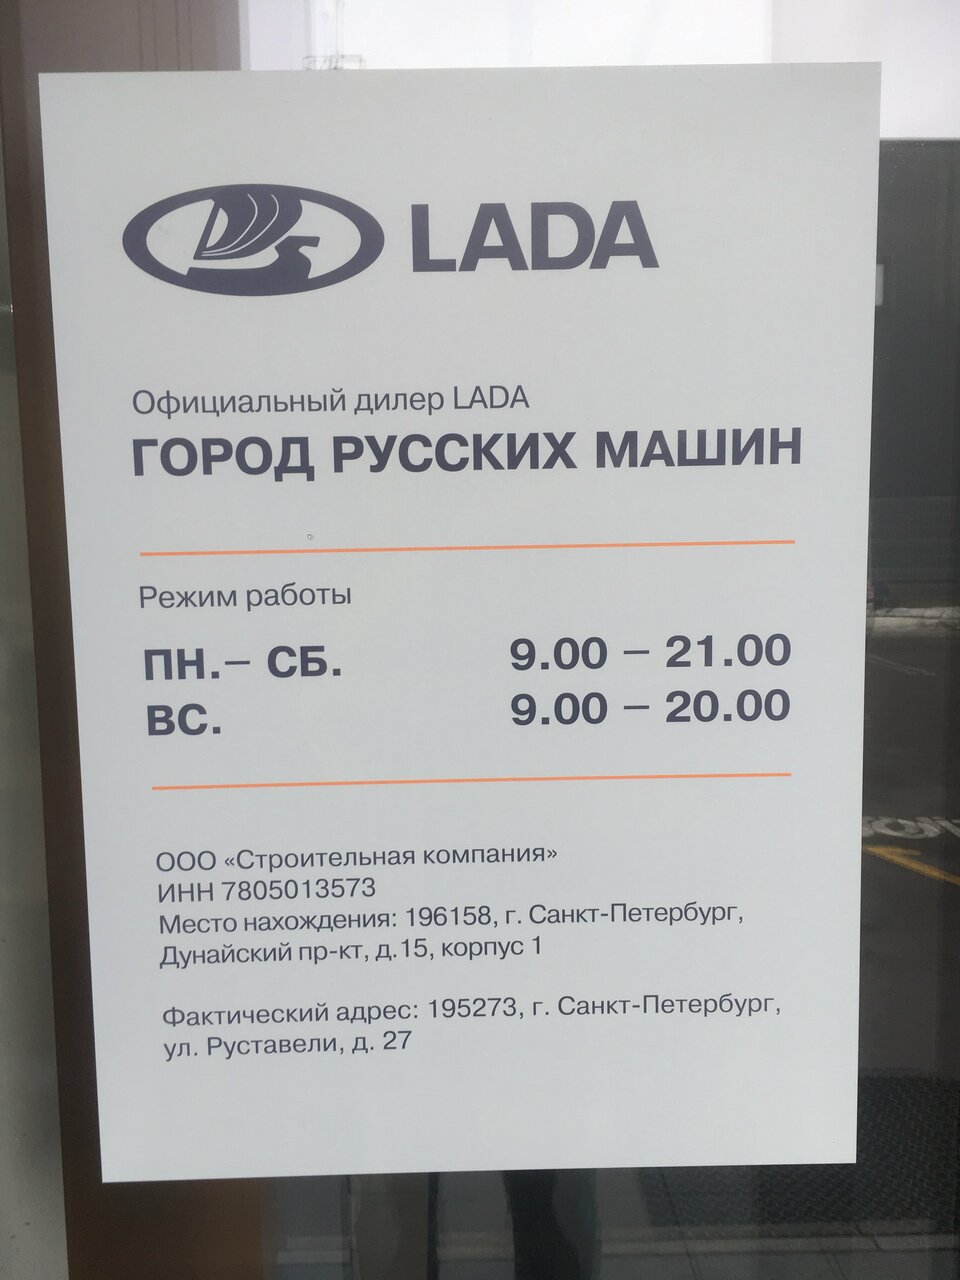 LADA
Официальный дилер LADA
ГОРОД РУССКИХ МАШИН
Режим работы
ПН.– СБ. 9.00 – 21.00
ВС. 9.00 – 20.00
ООО «Строительная компания»
ИНН 7805013573
Место нахождения: 196158, г. Санкт-Петербург,
Дунайский пр-кт, д.15, корпус 1
Фактический адрес: 195273, г. Санкт-Петербург,
ул. Руставели, д. 27